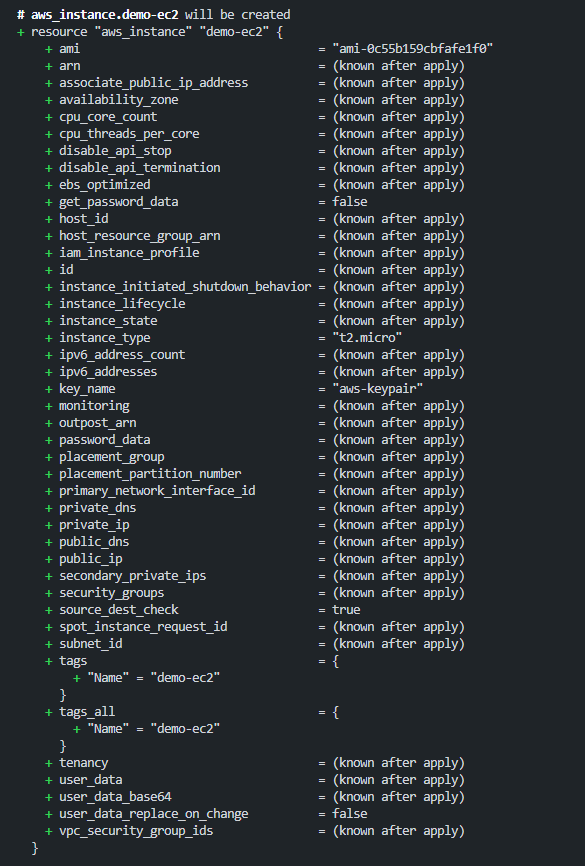 # aws_instance.demo-ec2 will be created
+ resource "aws_instance" "demo-ec2" {
+ ami = "ami-0c55b159cbfafe1f0"
+ arn = (known after apply)
+ associate_public_ip_address = (known after apply)
+ availability_zone = (known after apply)
+ cpu_core_count = (known after apply)
+ cpu_threads_per_core = (known after apply)
+ disable_api_stop = (known after apply)
+ disable_api_termination = (known after apply)
+ ebs_optimized = (known after apply)
+ get_password_data = false
+ host_id = (known after apply)
+ host_resource_group_arn = (known after apply)
+ iam_instance_profile = (known after apply)
+ id = (known after apply)
+ instance_initiated_shutdown_behavior = (known after apply)
+ instance_lifecycle = (known after apply)
+ instance_state = (known after apply)
+ instance_type = "t2.micro"
+ ipv6_address_count = (known after apply)
+ ipv6_addresses = (known after apply)
+ key_name = "aws-keypair"
+ monitoring = (known after apply)
+ outpost_arn = (known after apply)
+ password_data = (known after apply)
+ placement_group = (known after apply)
+ placement_partition_number = (known after apply)
+ primary_network_interface_id = (known after apply)
+ private_dns = (known after apply)
+ private_ip = (known after apply)
+ public_dns = (known after apply)
+ public_ip = (known after apply)
+ secondary_private_ips = (known after apply)
+ security_groups = (known after apply)
+ source_dest_check = true
+ spot_instance_request_id = (known after apply)
+ subnet_id = (known after apply)
+ tags = {
+ "Name" = "demo-ec2"
}
+ tags_all = {
+ "Name" = "demo-ec2"
}
+ tenancy = (known after apply)
+ user_data = (known after apply)
+ user_data_base64 = (known after apply)
+ user_data_replace_on_change = false
+ vpc_security_group_ids = (known after apply)
}